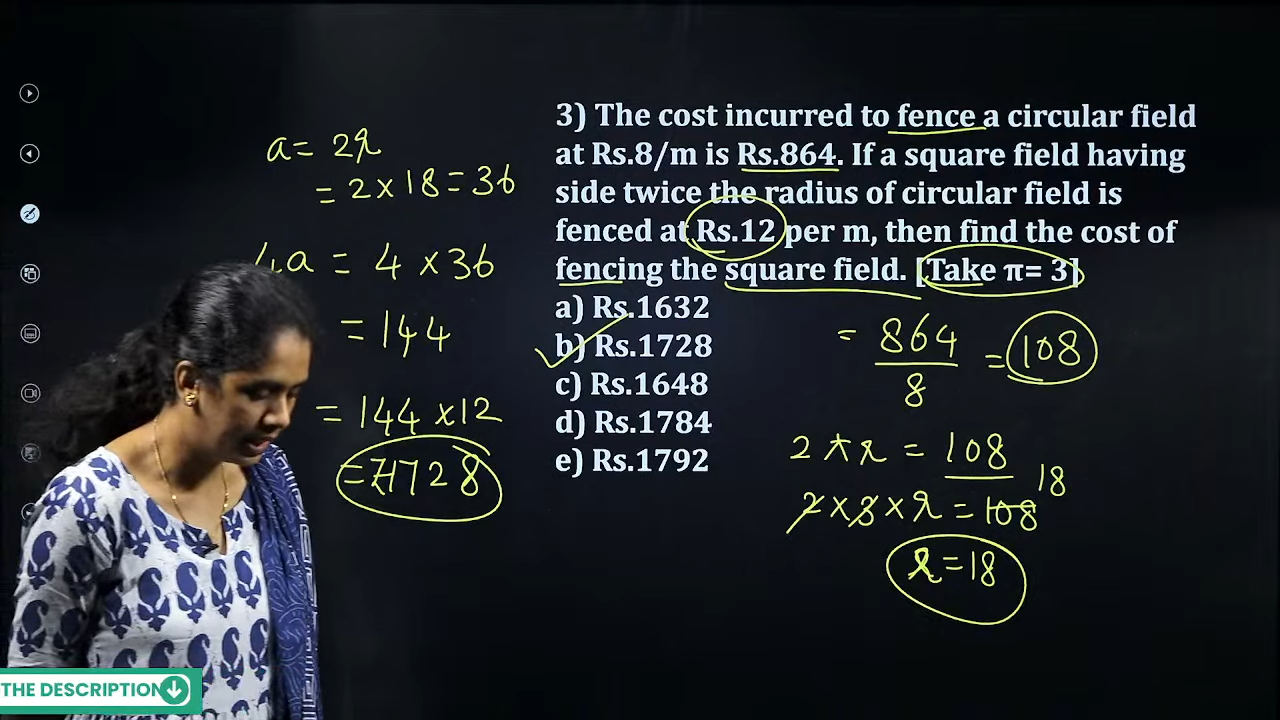 3) The cost incurred to fence a circular field
at Rs.8/m is Rs.864. If a square field having
side twice the radius of circular field is
fenced at Rs.12 per m, then find the cost of
fencing the square field. [Take π= 3]
a) Rs.1632
b) Rs.1728
c) Rs.1648
d) Rs.1784
e) Rs.1792
a = 2r
= 2 × 18 = 36
4a = 4 × 36
= 144
= 144 × 12
= 1728
= 864/8 = 108
2πr = 108
2 × 3 × r = 108 18
r = 18
THE DESCRIPTION